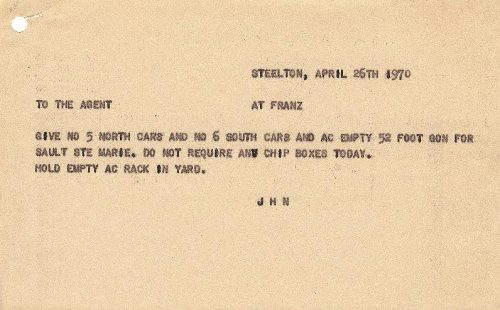 STEELTON, APRIL 26TH 1970
TO THE AGENT AT FRANZ
GIVE NO 5 NORTH CARS AND NO 6 SOUTH CARS AND AC EMPTY 52 FOOT GON FOR
SAULT STE MARIE. DO NOT REQUIRE ANY CHIP BOXES TODAY.
HOLD EMPTY AC RACK IN YARD.
J H N